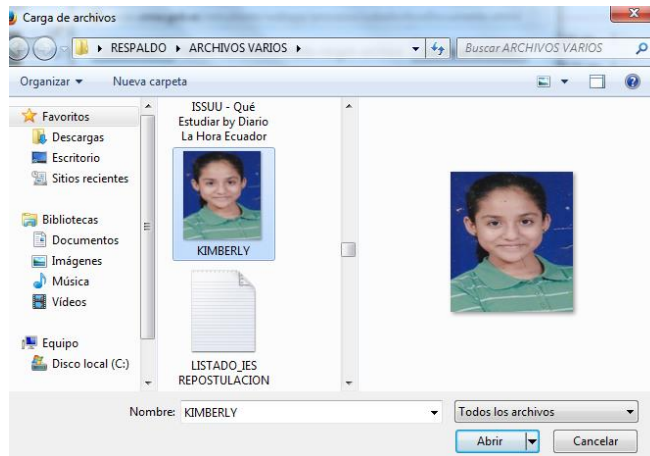 Carga de archivos
RESPALDO ▸ ARCHIVOS VARIOS ▸
Buscar ARCHIVOS VARIOS
Organizar
Nueva carpeta
Favoritos
Descargas
Escritorio
Sitios recientes
Bibliotecas
Documentos
Imágenes
Música
Vídeos
Equipo
Disco local (C:)
ISSUU - Qué
Estudiar by Diario
La Hora Ecuador
KIMBERLY
LISTADO_IES
REPOSTULACION
Nombre: KIMBERLY
Todos los archivos
Abrir
Cancelar